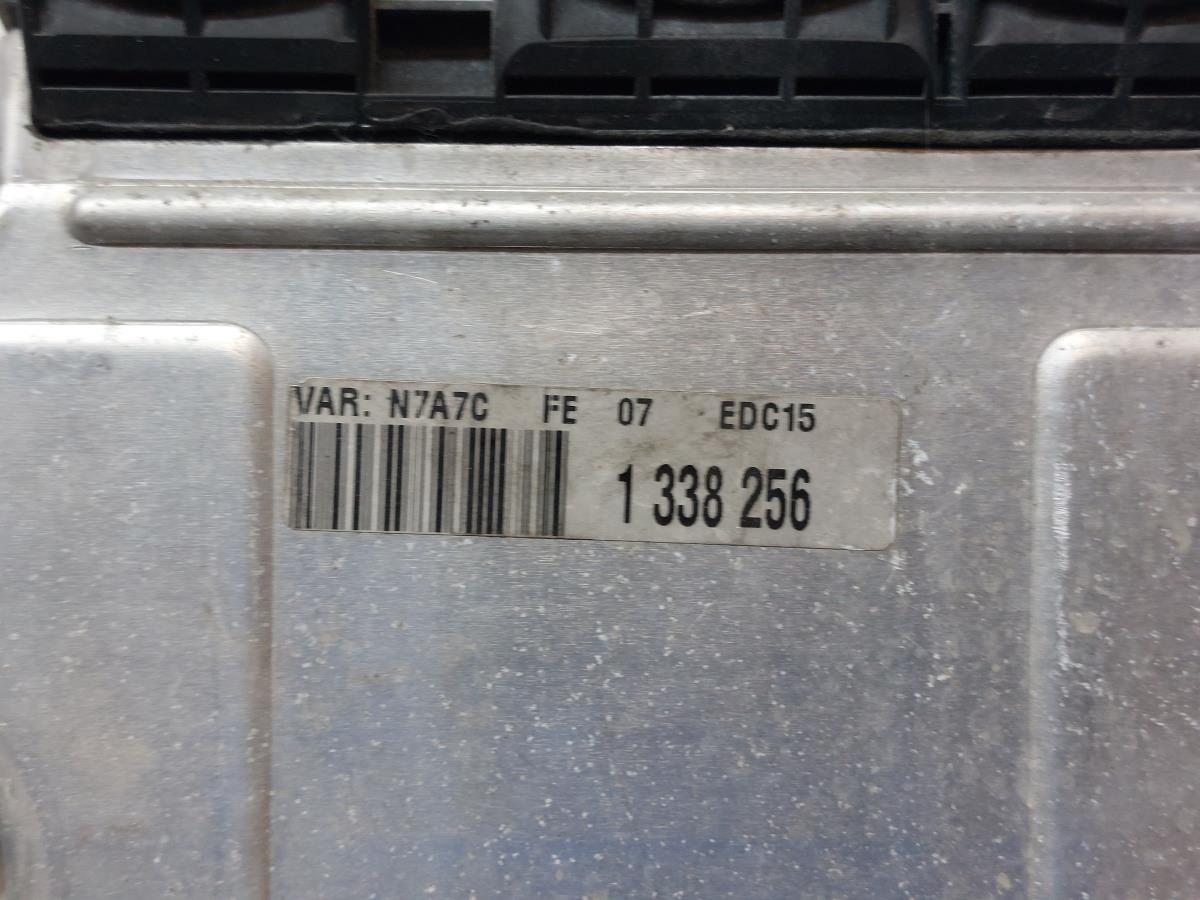 VAR: N7A7C FE 07 EDC15
1 338 256